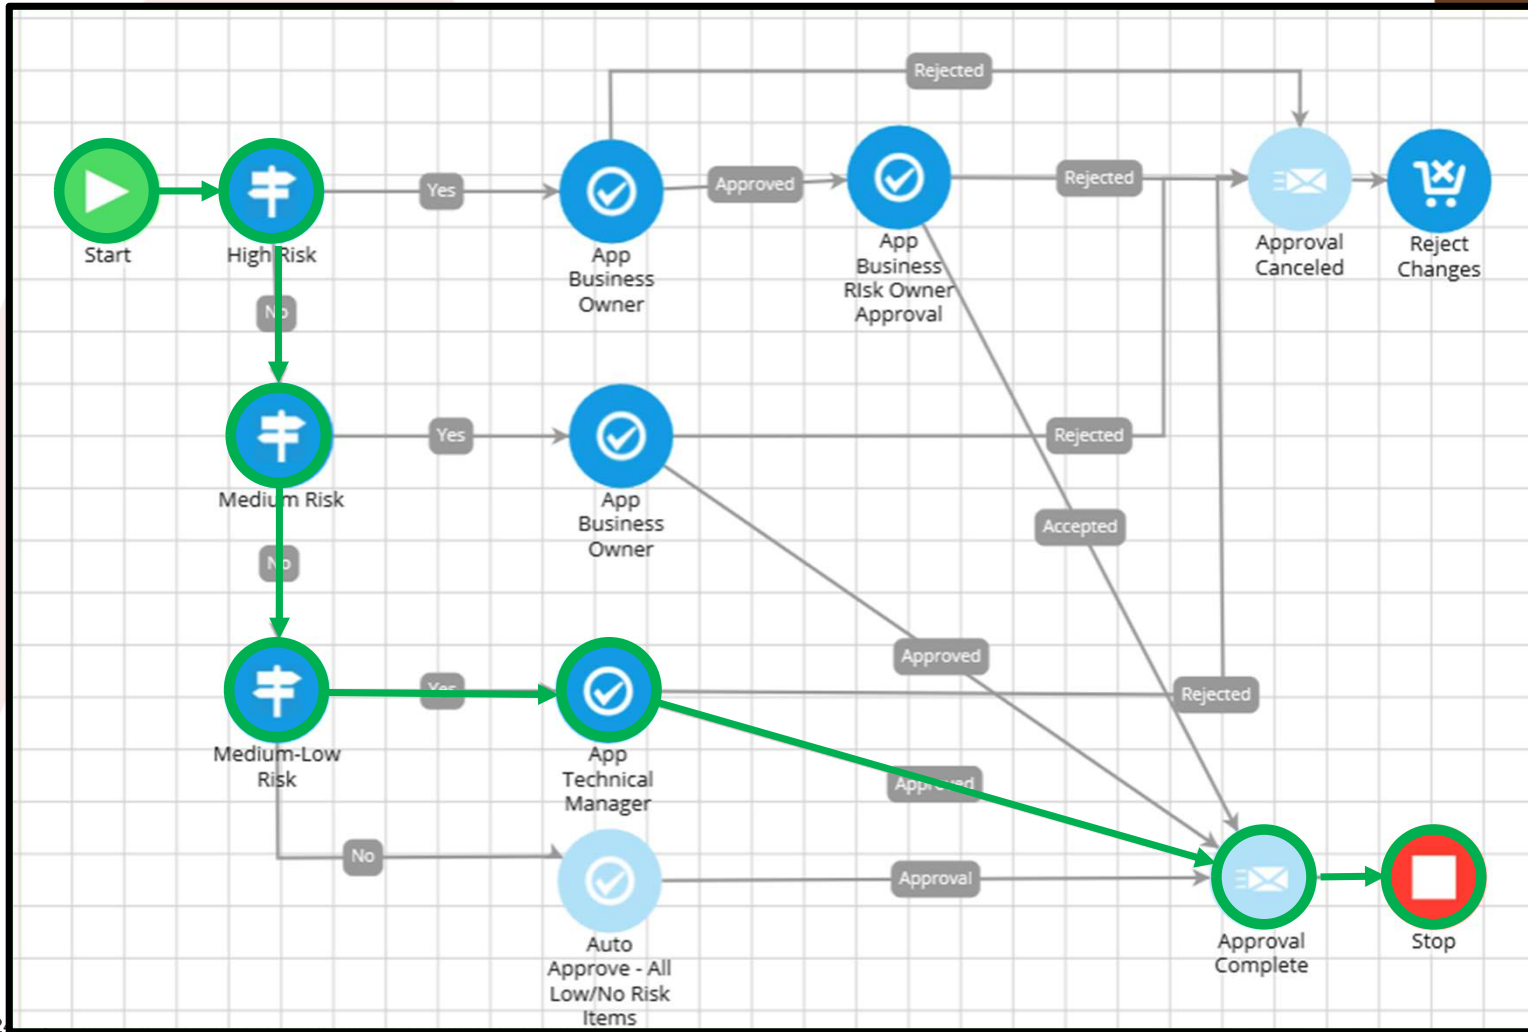 Rejected
Start
High Risk
Yes
App
Business
Owner
Approved
App
Business
RIsk Owner
Approval
Rejected
Approval
Canceled
Reject
Changes
No
Medium Risk
Yes
App
Business
Owner
Rejected
Accepted
No
Approved
Medium-Low
Risk
Yes
App
Technical
Manager
Rejected
Approved
No
Auto
Approve - All
Low/No Risk
Items
Approval
Approval
Complete
Stop